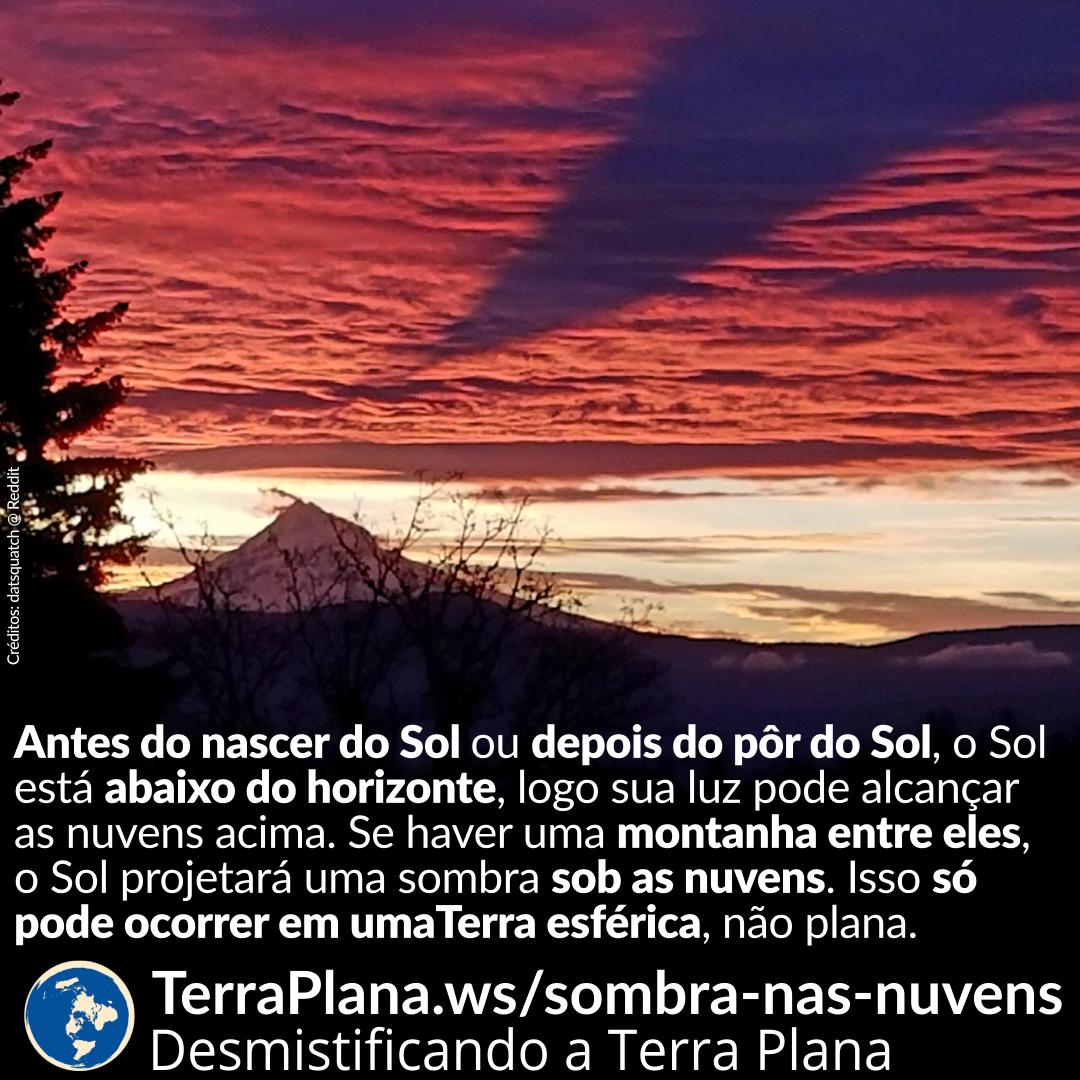 Créditos: datsquatch @ Reddit
Antes do nascer do Sol ou depois do pôr do Sol, o Sol
está abaixo do horizonte, logo sua luz pode alcançar
as nuvens acima. Se haver uma montanha entre eles,
o Sol projetará uma sombra sob as nuvens. Isso só
pode ocorrer em umaTerra esférica, não plana.
TerraPlana.ws/sombra-nas-nuvens
Desmistificando a Terra Plana